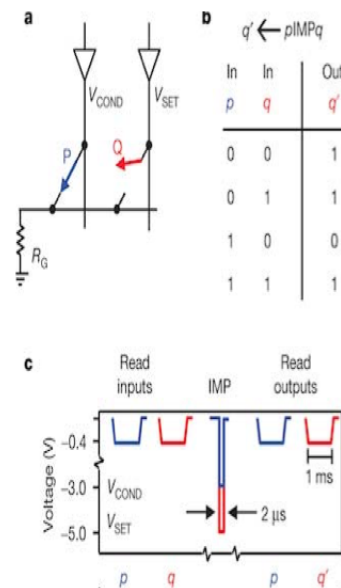 a
V_COND
V_SET
P
Q
R_G
b
q' ← pIMPq
In In Out
p q q'
0 0 1
0 1 1
1 0 0
1 1 1
c
Read inputs
IMP
Read outputs
Voltage (V)
−0.4
−3.0
−5.0
V_COND
V_SET
2 μs
1 ms
p q p q'